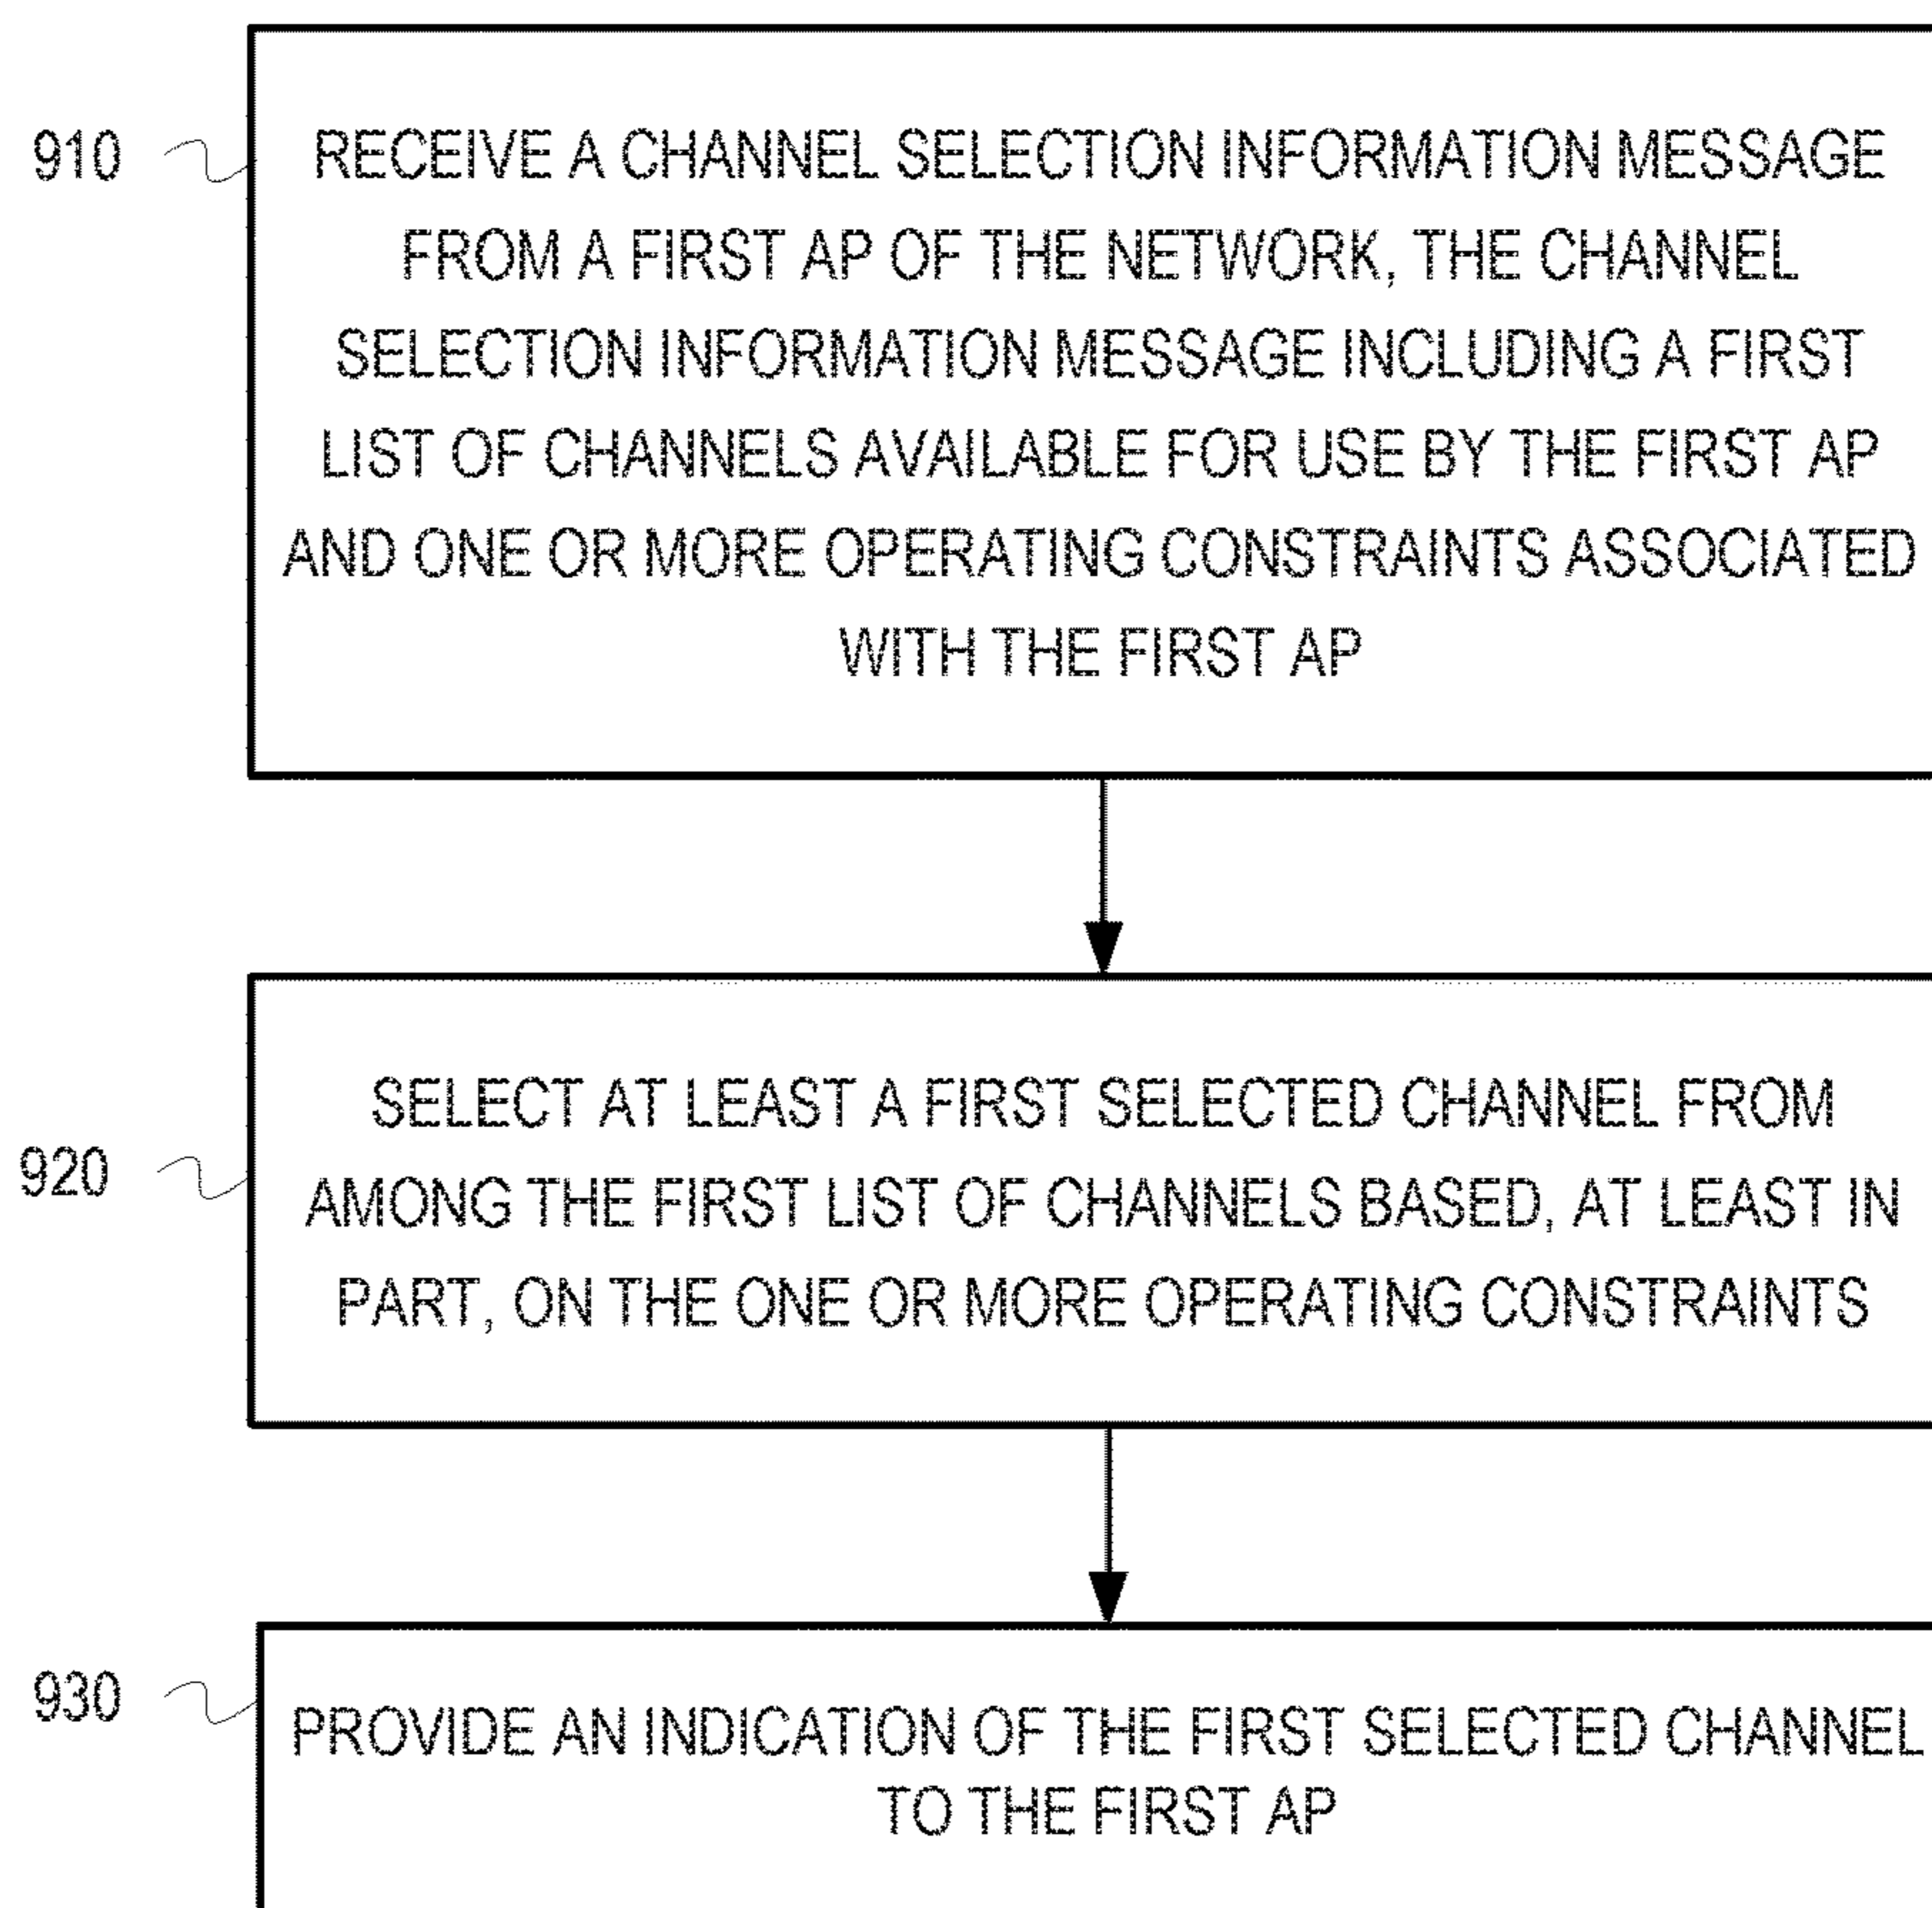 910
RECEIVE A CHANNEL SELECTION INFORMATION MESSAGE
FROM A FIRST AP OF THE NETWORK, THE CHANNEL
SELECTION INFORMATION MESSAGE INCLUDING A FIRST
LIST OF CHANNELS AVAILABLE FOR USE BY THE FIRST AP
AND ONE OR MORE OPERATING CONSTRAINTS ASSOCIATED
WITH THE FIRST AP
920
SELECT AT LEAST A FIRST SELECTED CHANNEL FROM
AMONG THE FIRST LIST OF CHANNELS BASED, AT LEAST IN
PART, ON THE ONE OR MORE OPERATING CONSTRAINTS
930
PROVIDE AN INDICATION OF THE FIRST SELECTED CHANNEL
TO THE FIRST AP